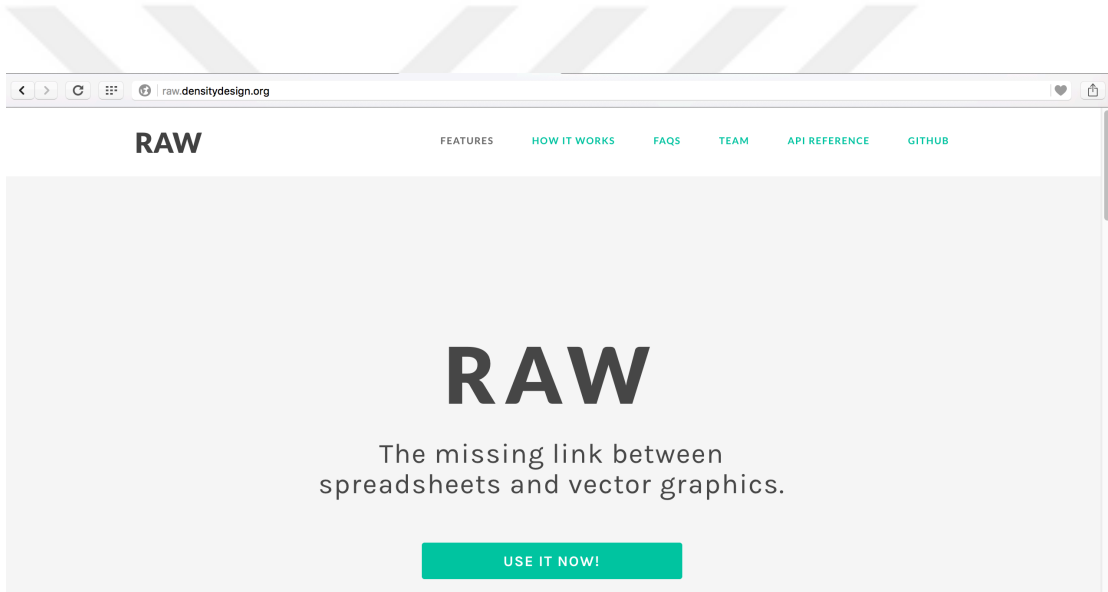 raw.densitydesign.org
RAW
FEATURES HOW IT WORKS FAQS TEAM API REFERENCE GITHUB
RAW
The missing link between
spreadsheets and vector graphics.
USE IT NOW!